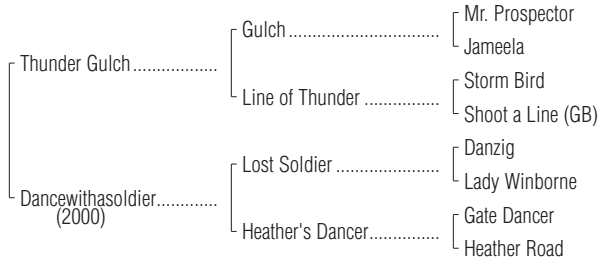 Mr. Prospector
Gulch
Jameela
Thunder Gulch
Storm Bird
Line of Thunder
Shoot a Line (GB)
Danzig
Lost Soldier
Lady Winborne
Dancewithasoldier
(2000)
Gate Dancer
Heather's Dancer
Heather Road